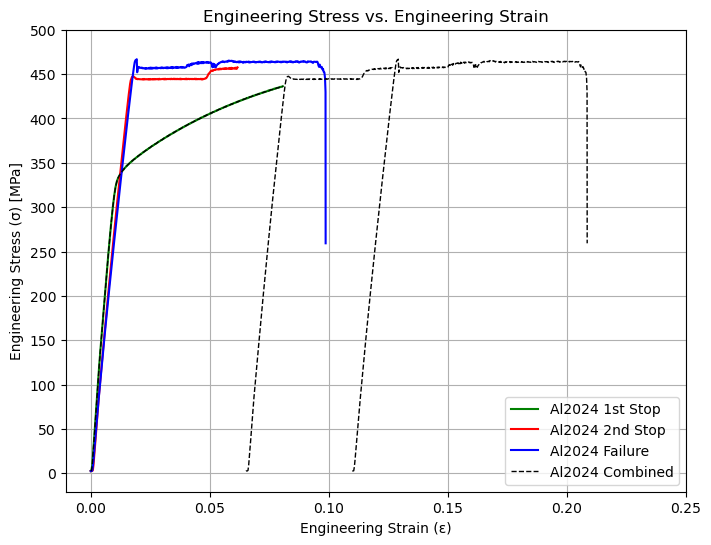 Engineering Stress vs. Engineering Strain
Engineering Stress (σ) [MPa]
500
450
400
350
300
250
200
150
100
50
0
0.00 0.05 0.10 0.15 0.20 0.25
Engineering Strain (ε)
Al2024 1st Stop
Al2024 2nd Stop
Al2024 Failure
Al2024 Combined